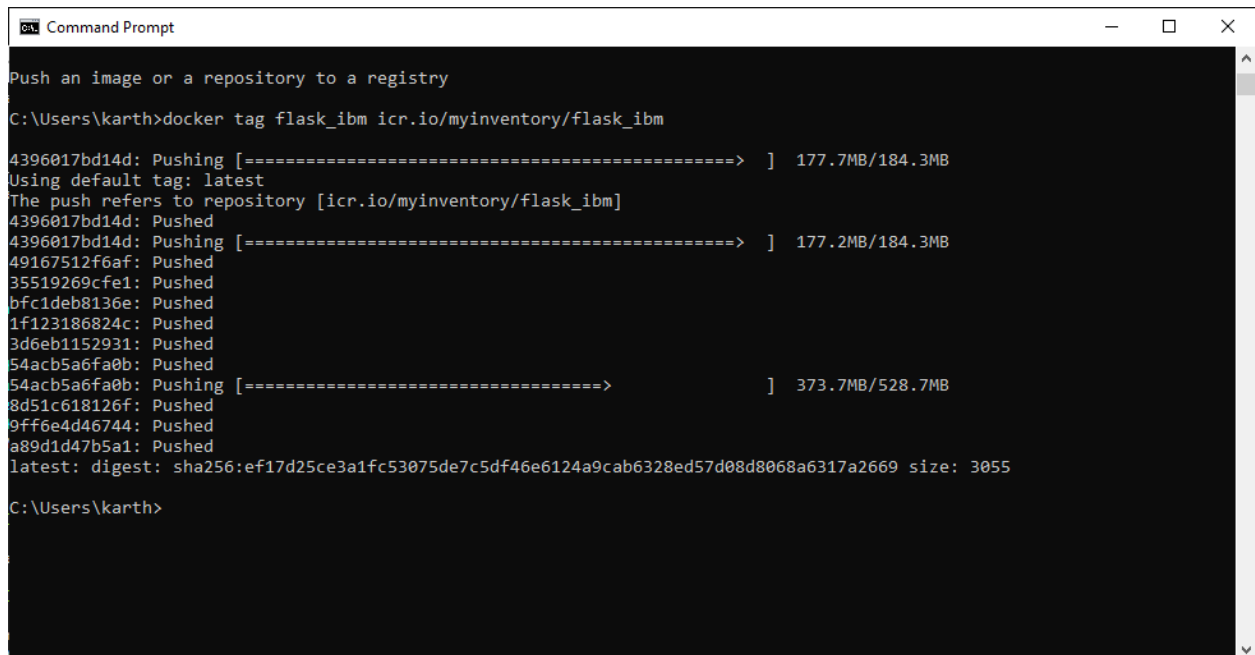 Command Prompt
Push an image or a repository to a registry
C:\Users\karth>docker tag flask_ibm icr.io/myinventory/flask_ibm
4396017bd14d: Pushing [================================================>  ]  177.7MB/184.3MB
Using default tag: latest
The push refers to repository [icr.io/myinventory/flask_ibm]
4396017bd14d: Pushed
4396017bd14d: Pushing [================================================>  ]  177.2MB/184.3MB
49167512f6af: Pushed
35519269cfe1: Pushed
bfc1deb8136e: Pushed
1f123186824c: Pushed
3d6eb1152931: Pushed
54acb5a6fa0b: Pushed
54acb5a6fa0b: Pushing [===================================>               ]  373.7MB/528.7MB
8d51c618126f: Pushed
9ff6e4d46744: Pushed
a89d1d47b5a1: Pushed
latest: digest: sha256:ef17d25ce3a1fc53075de7c5df46e6124a9cab6328ed57d08d8068a6317a2669 size: 3055
C:\Users\karth>